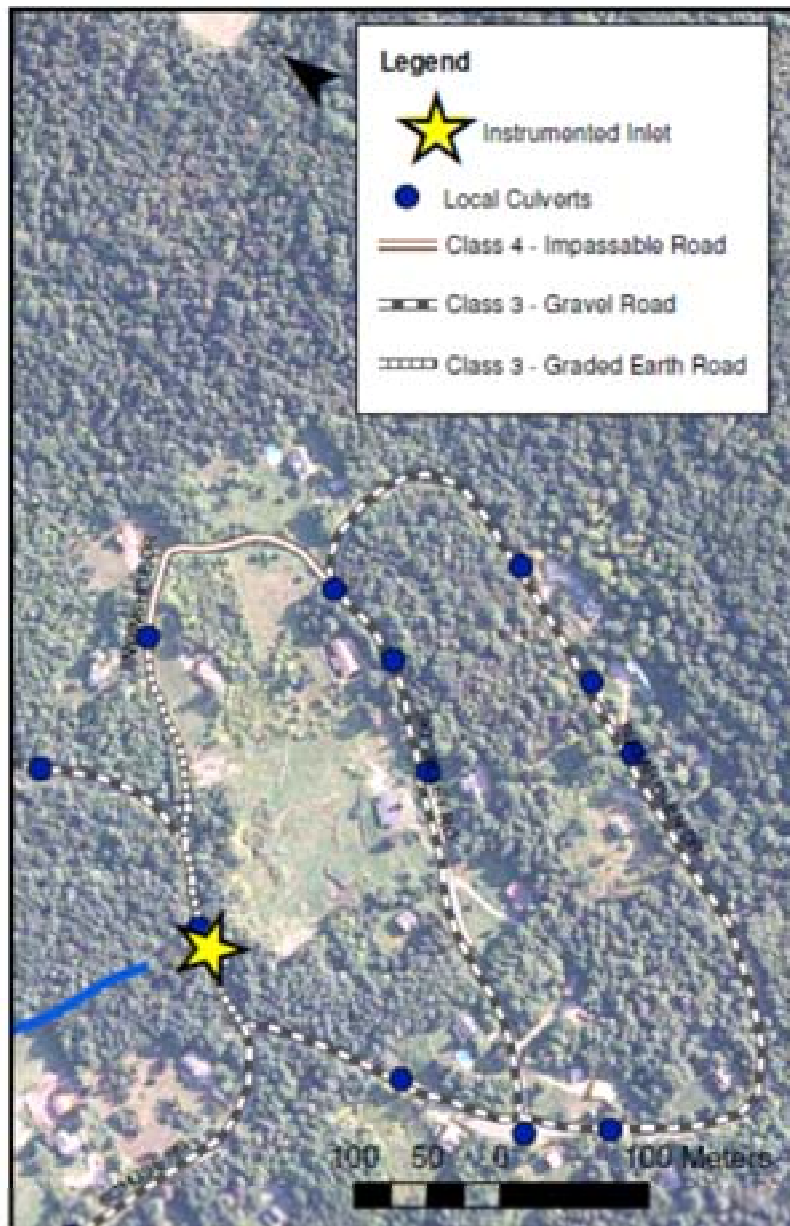 Legend
Instrumented Inlet
Local Culverts
Class 4 - Impassable Road
Class 3 - Gravel Road
Class 3 - Graded Earth Road
100 50 0 100 Meters